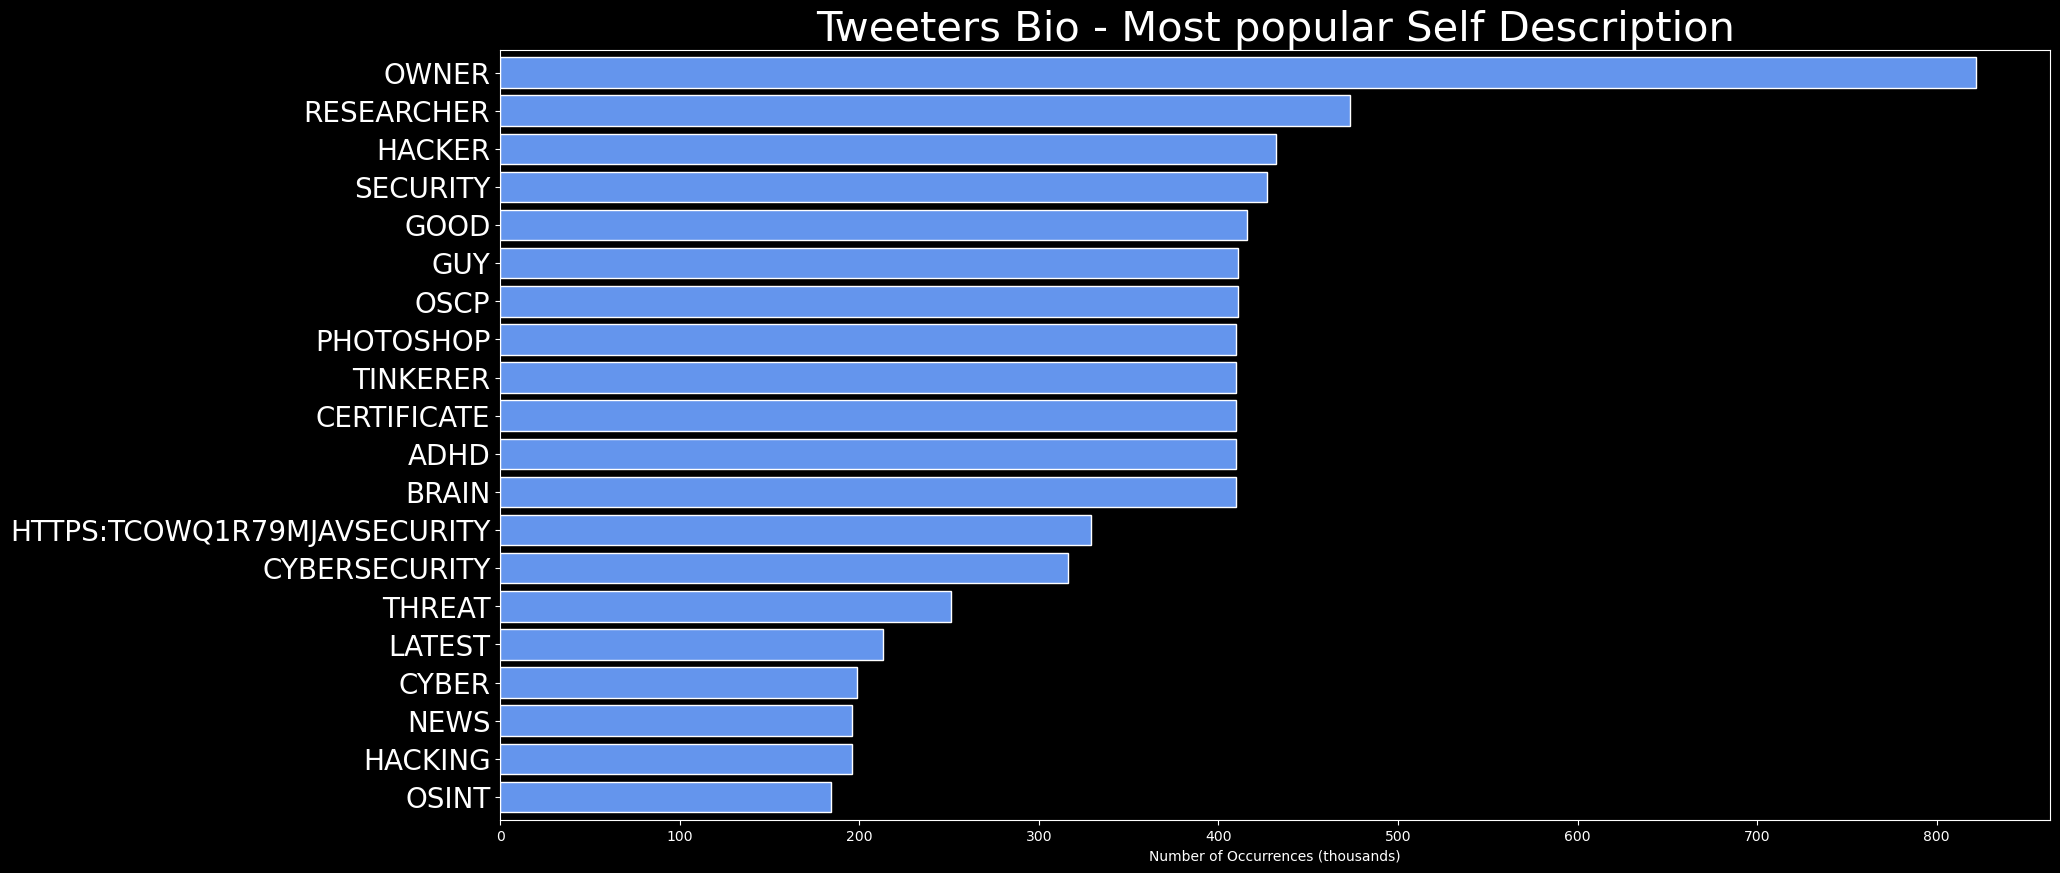 Tweeters Bio - Most popular Self Description
OWNER
RESEARCHER
HACKER
SECURITY
GOOD
GUY
OSCP
PHOTOSHOP
TINKERER
CERTIFICATE
ADHD
BRAIN
HTTPS:TCOWQ1R79MJAVSECURITY
CYBERSECURITY
THREAT
LATEST
CYBER
NEWS
HACKING
OSINT
0 100 200 300 400 500 600 700 800
Number of Occurrences (thousands)